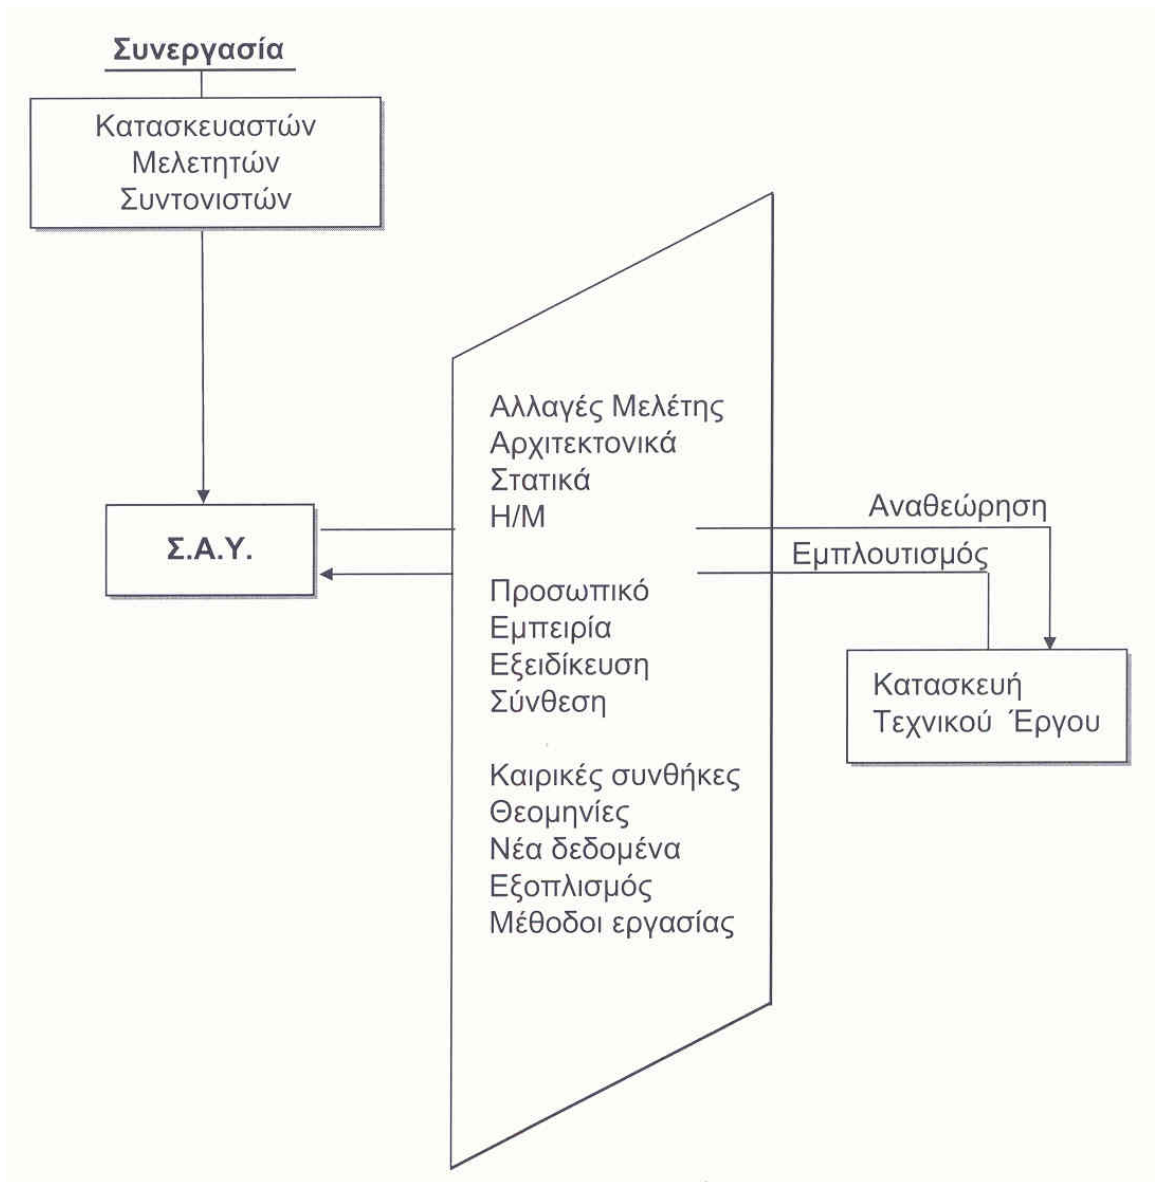 Συνεργασία
Κατασκευαστών
Μελετητών
Συντονιστών
Σ.Α.Υ.
Αλλαγές Μελέτης
Αρχιτεκτονικά
Στατικά
Η/Μ
Προσωπικό
Εμπειρία
Εξειδίκευση
Σύνθεση
Καιρικές συνθήκες
Θεομηνίες
Νέα δεδομένα
Εξοπλισμός
Μέθοδοι εργασίας
Αναθεώρηση
Εμπλουτισμός
Κατασκευή
Τεχνικού Έργου